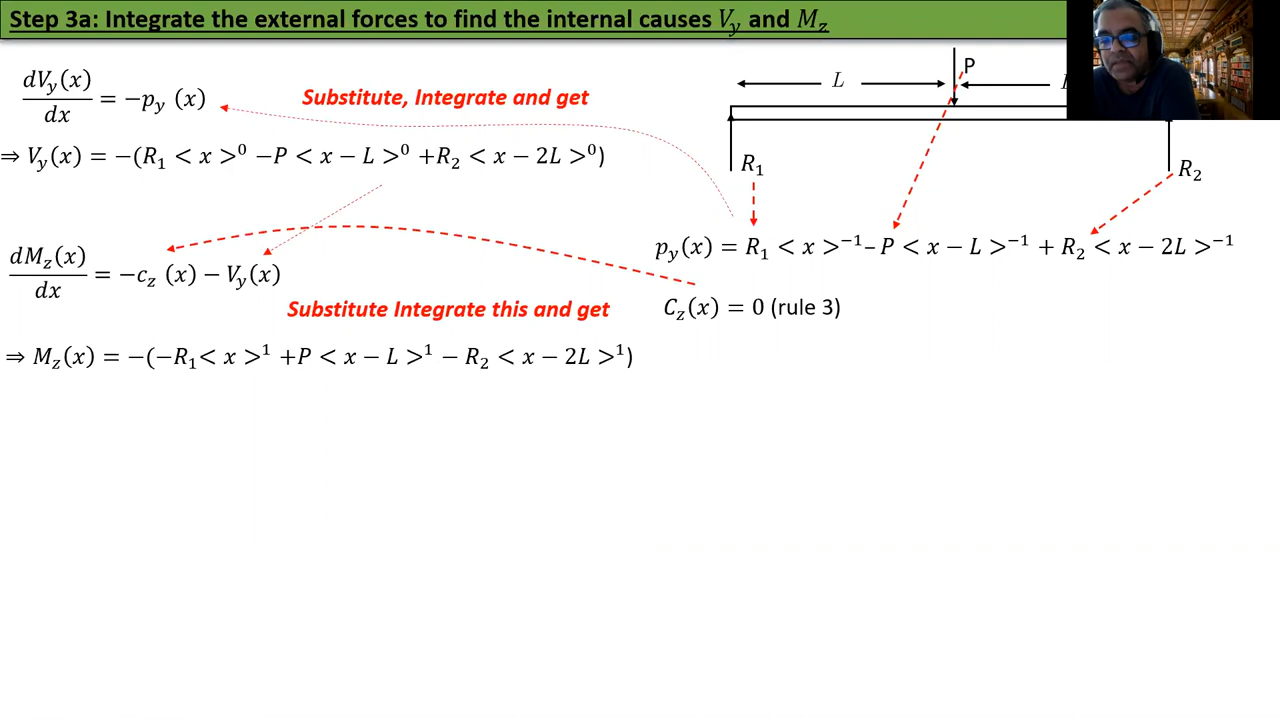 Step 3a: Integrate the external forces to find the internal causes V_y and M_z
dV_y(x)/dx = −p_y (x)
Substitute, Integrate and get
⇒ V_y(x) = −(R_1 < x >^0 −P < x − L >^0 +R_2 < x − 2L >^0)
L
P
R_1
R_2
p_y(x) = R_1 < x >^−1 – P < x − L >^−1 + R_2 < x − 2L >^−1
dM_z(x)/dx = −c_z (x) − V_y(x)
Substitute Integrate this and get
C_z(x) = 0 (rule 3)
⇒ M_z(x) = −(−R_1< x >^1 +P < x − L >^1 − R_2 < x − 2L >^1)